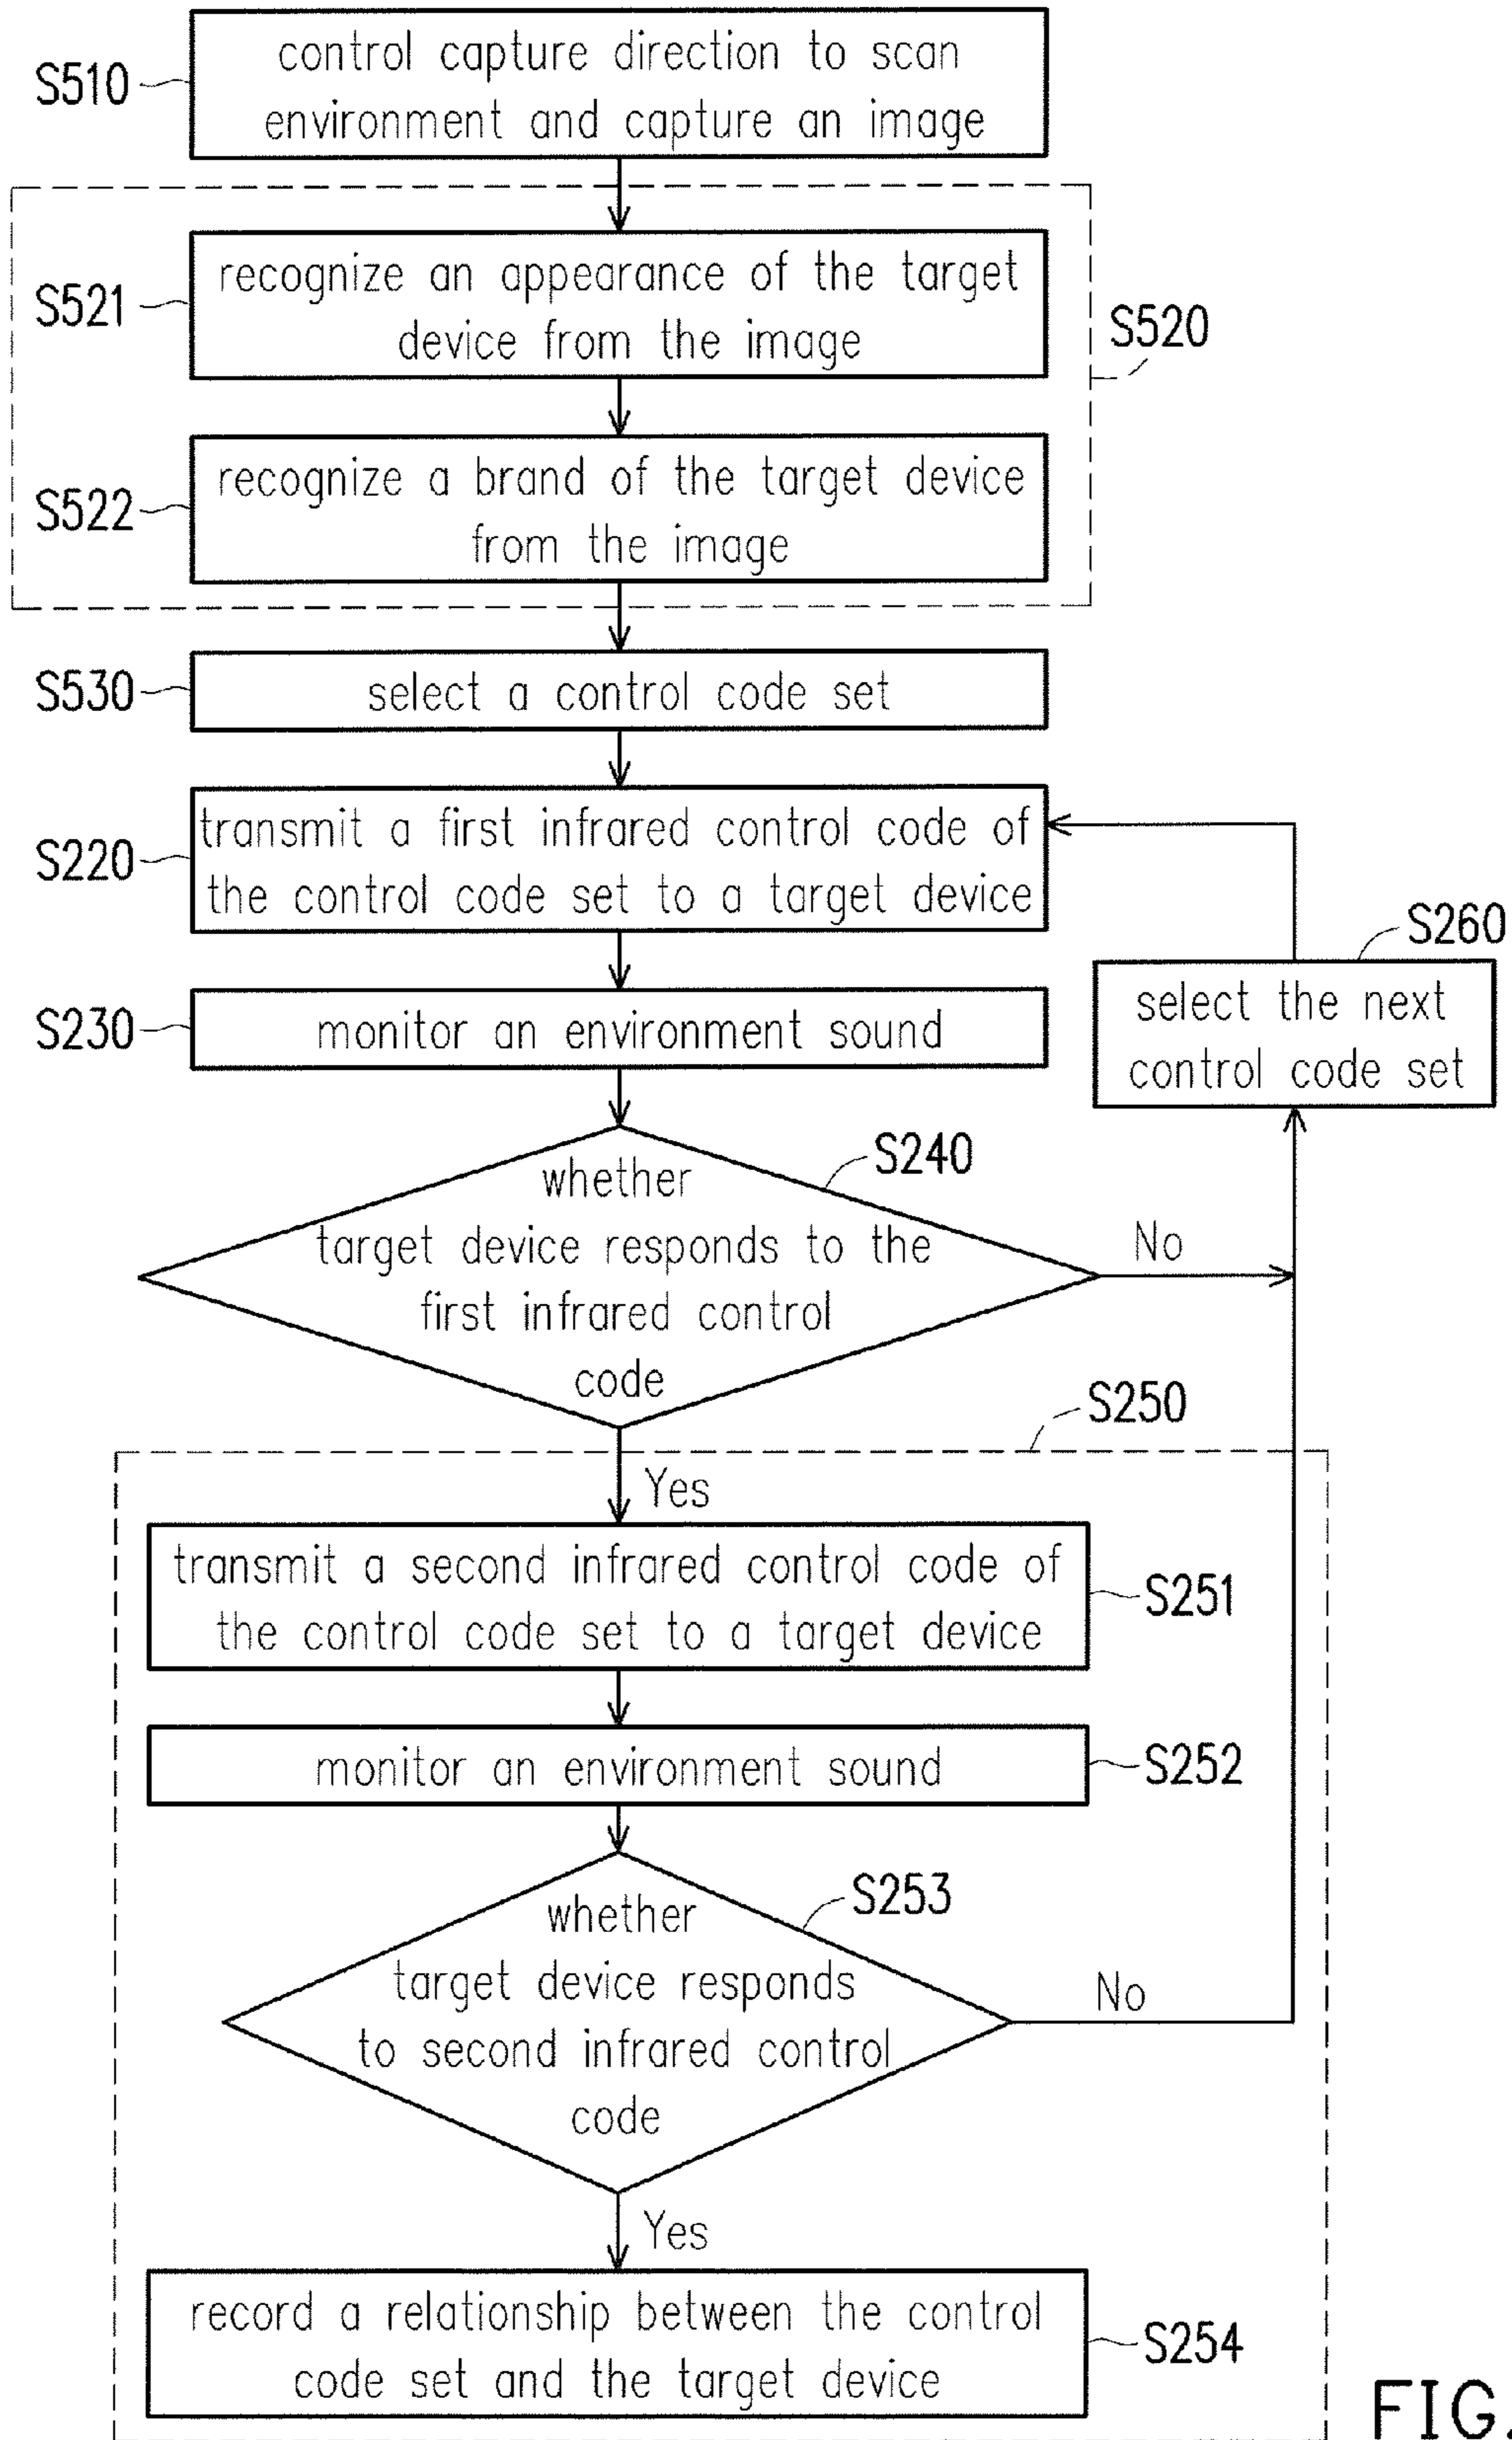 S510
control capture direction to scan
environment and capture an image
S521
recognize an appearance of the target
device from the image
S520
S522
recognize a brand of the target device
from the image
S530
select a control code set
S220
transmit a first infrared control code of
the control code set to a target device
S260
select the next
control code set
S230
monitor an environment sound
S240
whether
target device responds to the
first infrared control
code
No
S250
Yes
transmit a second infrared control code of
the control code set to a target device
S251
monitor an environment sound
S252
S253
whether
target device responds
to second infrared control
code
No
Yes
record a relationship between the control
code set and the target device
S254
FIG.